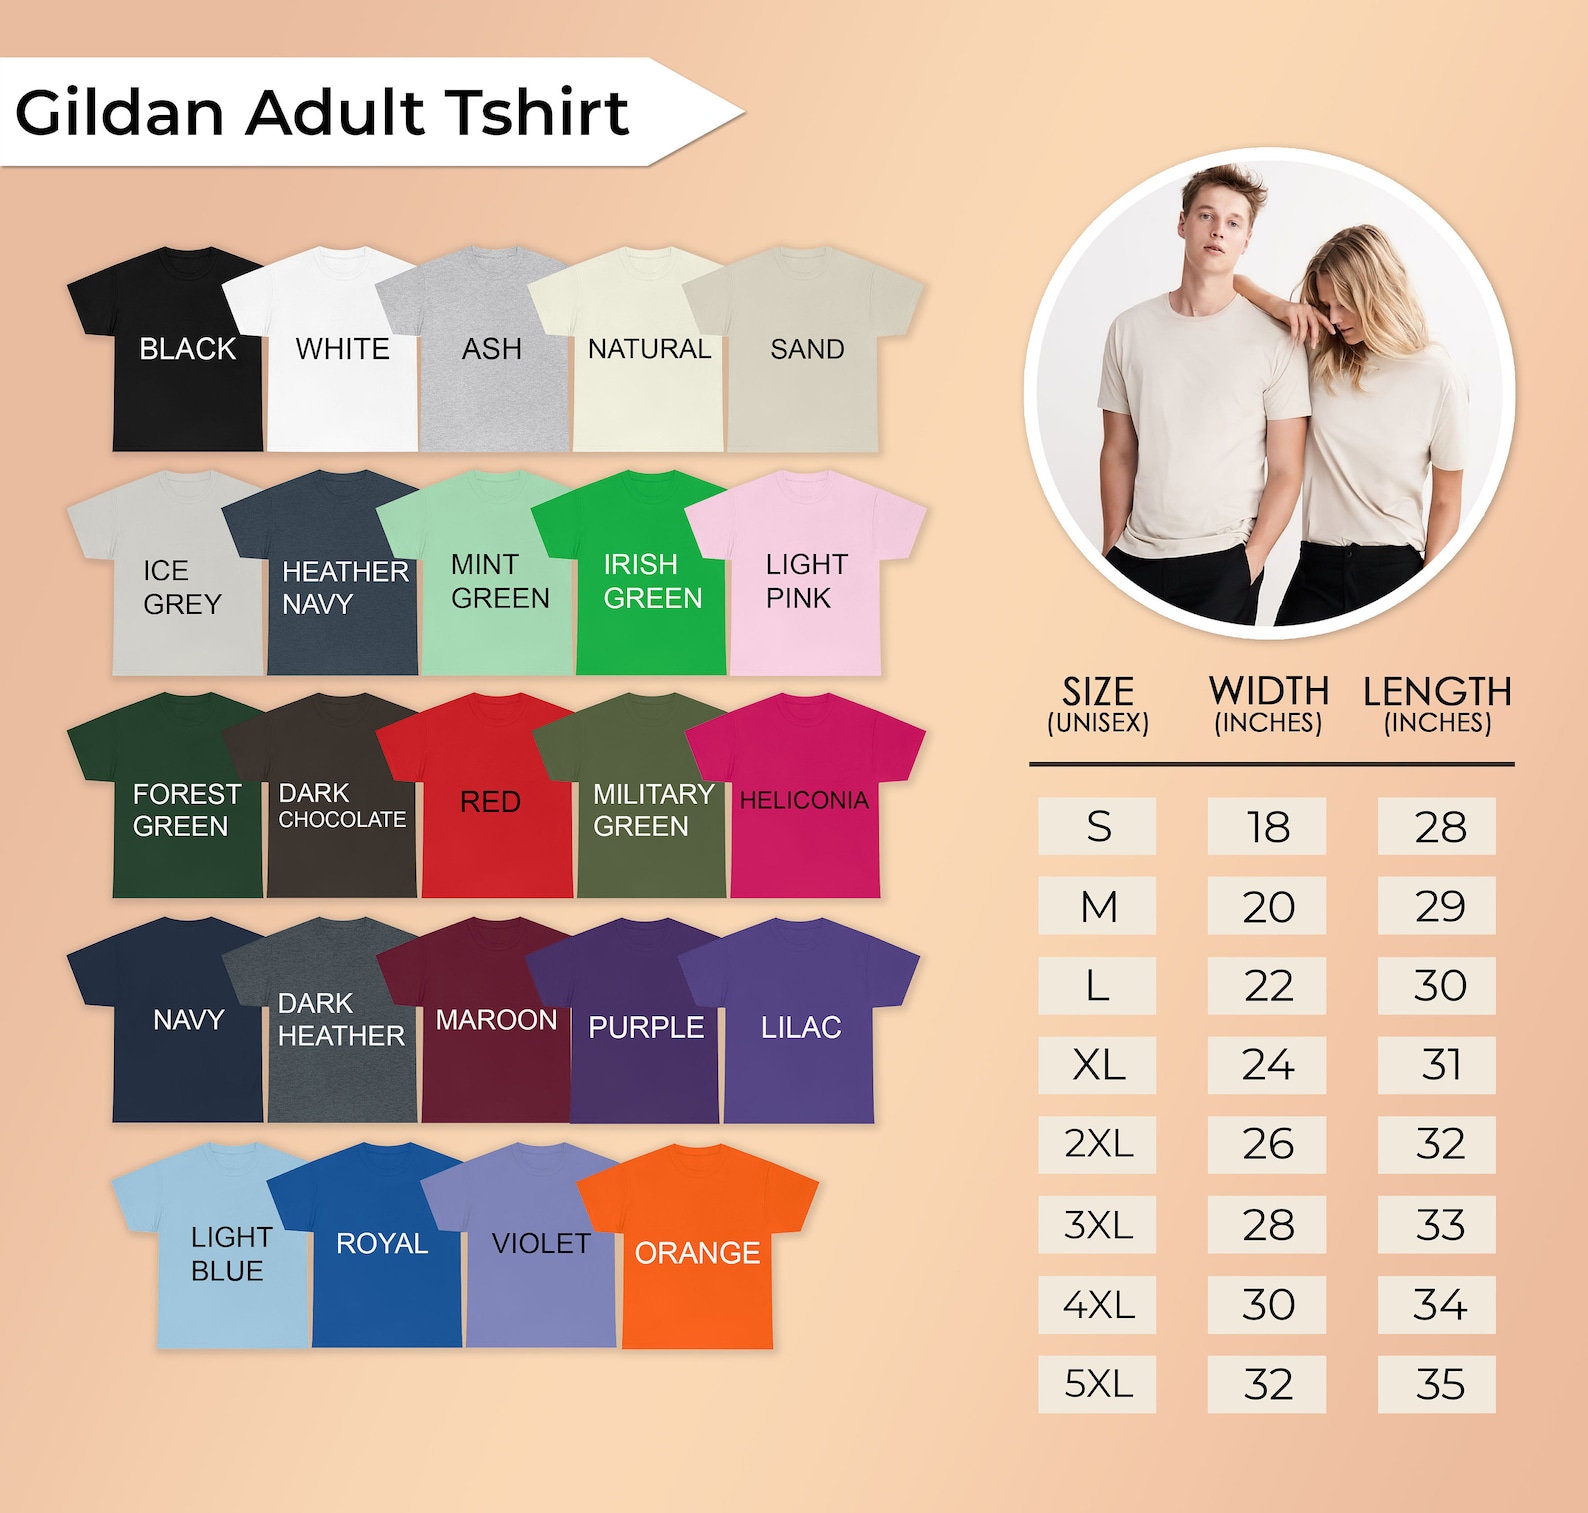 Gildan Adult Tshirt
BLACK
WHITE
ASH
NATURAL
SAND
ICE
GREY
HEATHER
NAVY
MINT
GREEN
IRISH
GREEN
LIGHT
PINK
FOREST
GREEN
DARK
CHOCOLATE
RED
MILITARY
GREEN
HELICONIA
NAVY
DARK
HEATHER
MAROON
PURPLE
LILAC
LIGHT
BLUE
ROYAL
VIOLET
ORANGE
SIZE WIDTH LENGTH
(UNISEX) (INCHES) (INCHES)
S 18 28
M 20 29
L 22 30
XL 24 31
2XL 26 32
3XL 28 33
4XL 30 34
5XL 32 35